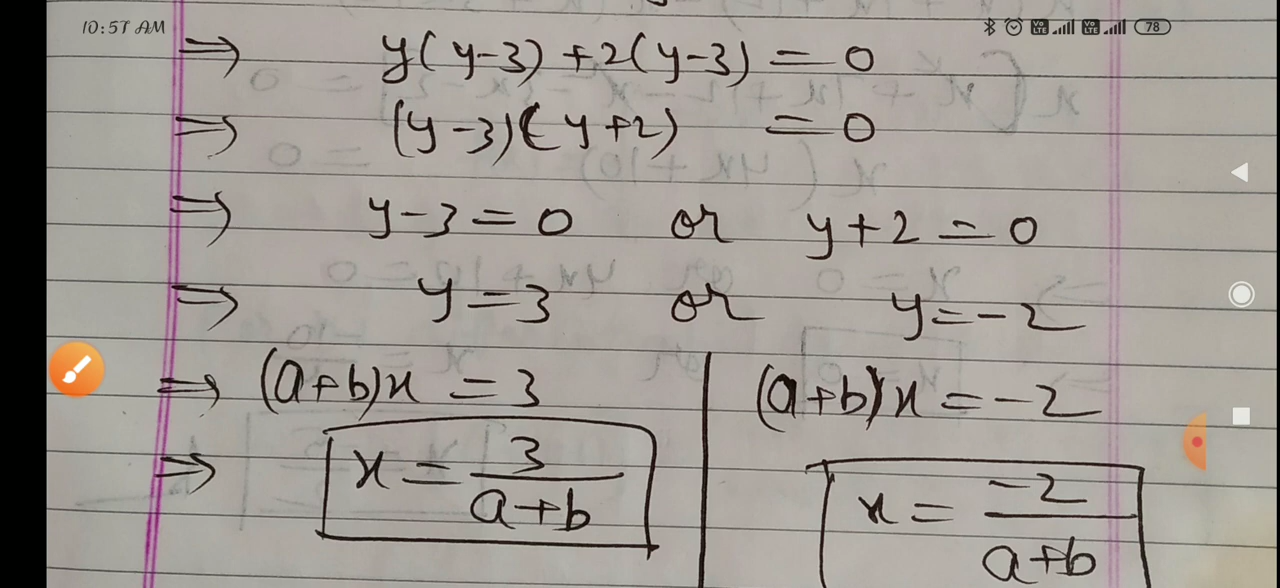 10:57 AM
78
⇒ y(y-3) +2(y-3) = 0
⇒ (y-3)(y+2) = 0
⇒ y-3=0 or y+2=0
⇒ y=3 or y=-2
⇒ (a+b)x = 3 (a+b)x = -2
⇒ x = 3/(a+b) x = -2/(a+b)